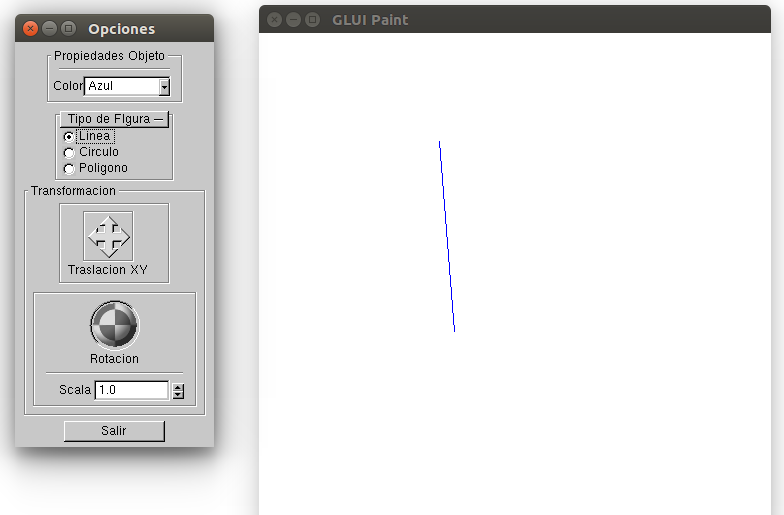 Opciones
GLUI Paint
Propiedades Objeto
Color Azul
Tipo de FIgura
Linea
Circulo
Poligono
Transformacion
Traslacion XY
Rotacion
Scala 1.0
Salir